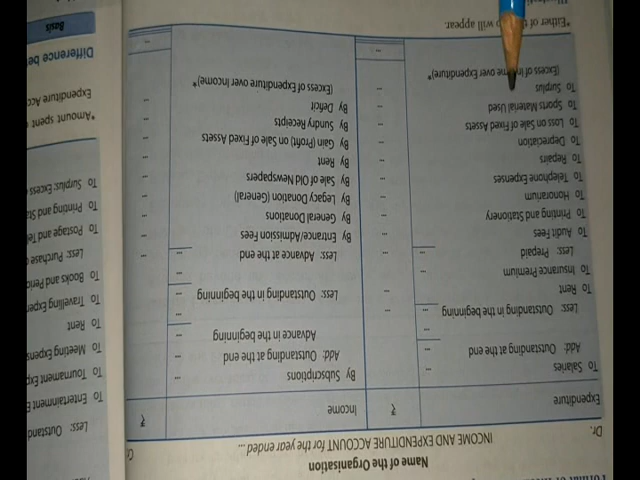 Name of the Organisation
INCOME AND EXPENDITURE ACCOUNT for the year ended...
Dr.
Expenditure ₹ Income ₹
To Salaries ... By Subscriptions ...
Add: Outstanding at the end ... Add: Outstanding at the end ...
... Advance in the beginning ...
Less: Outstanding in the beginning ... ... Less: Outstanding in the beginning ...
To Rent ...
To Insurance Premium ...
Less: Prepaid ... ... Less: Advance at the end ... ...
To Audit Fees ... By Entrance/Admission Fees ...
To Printing and Stationery ... By General Donations ...
To Honorarium ... By Legacy Donation (General) ...
To Telephone Expenses ... By Sale of Old Newspapers ...
To Repairs ... By Rent ...
To Depreciation ... By Gain (Profit) on Sale of Fixed Assets ...
To Loss on Sale of Fixed Assets ... By Sundry Receipts ...
To Sports Material Used ... By Deficit ...
To Surplus ... (Excess of Expenditure over Income)*
(Excess of Income over Expenditure)*
... ...
*Either of the will appear.
Less: Outstand
To Entertainment E
To Tournament Exp
To Meeting Expens
To Rent
To Travelling Expe
To Books and Perio
Less: Purchase
To Postage and Tel
To Printing and St
To Surplus: Excess
*Amount spent
Expenditure Acc
Difference be
Basis